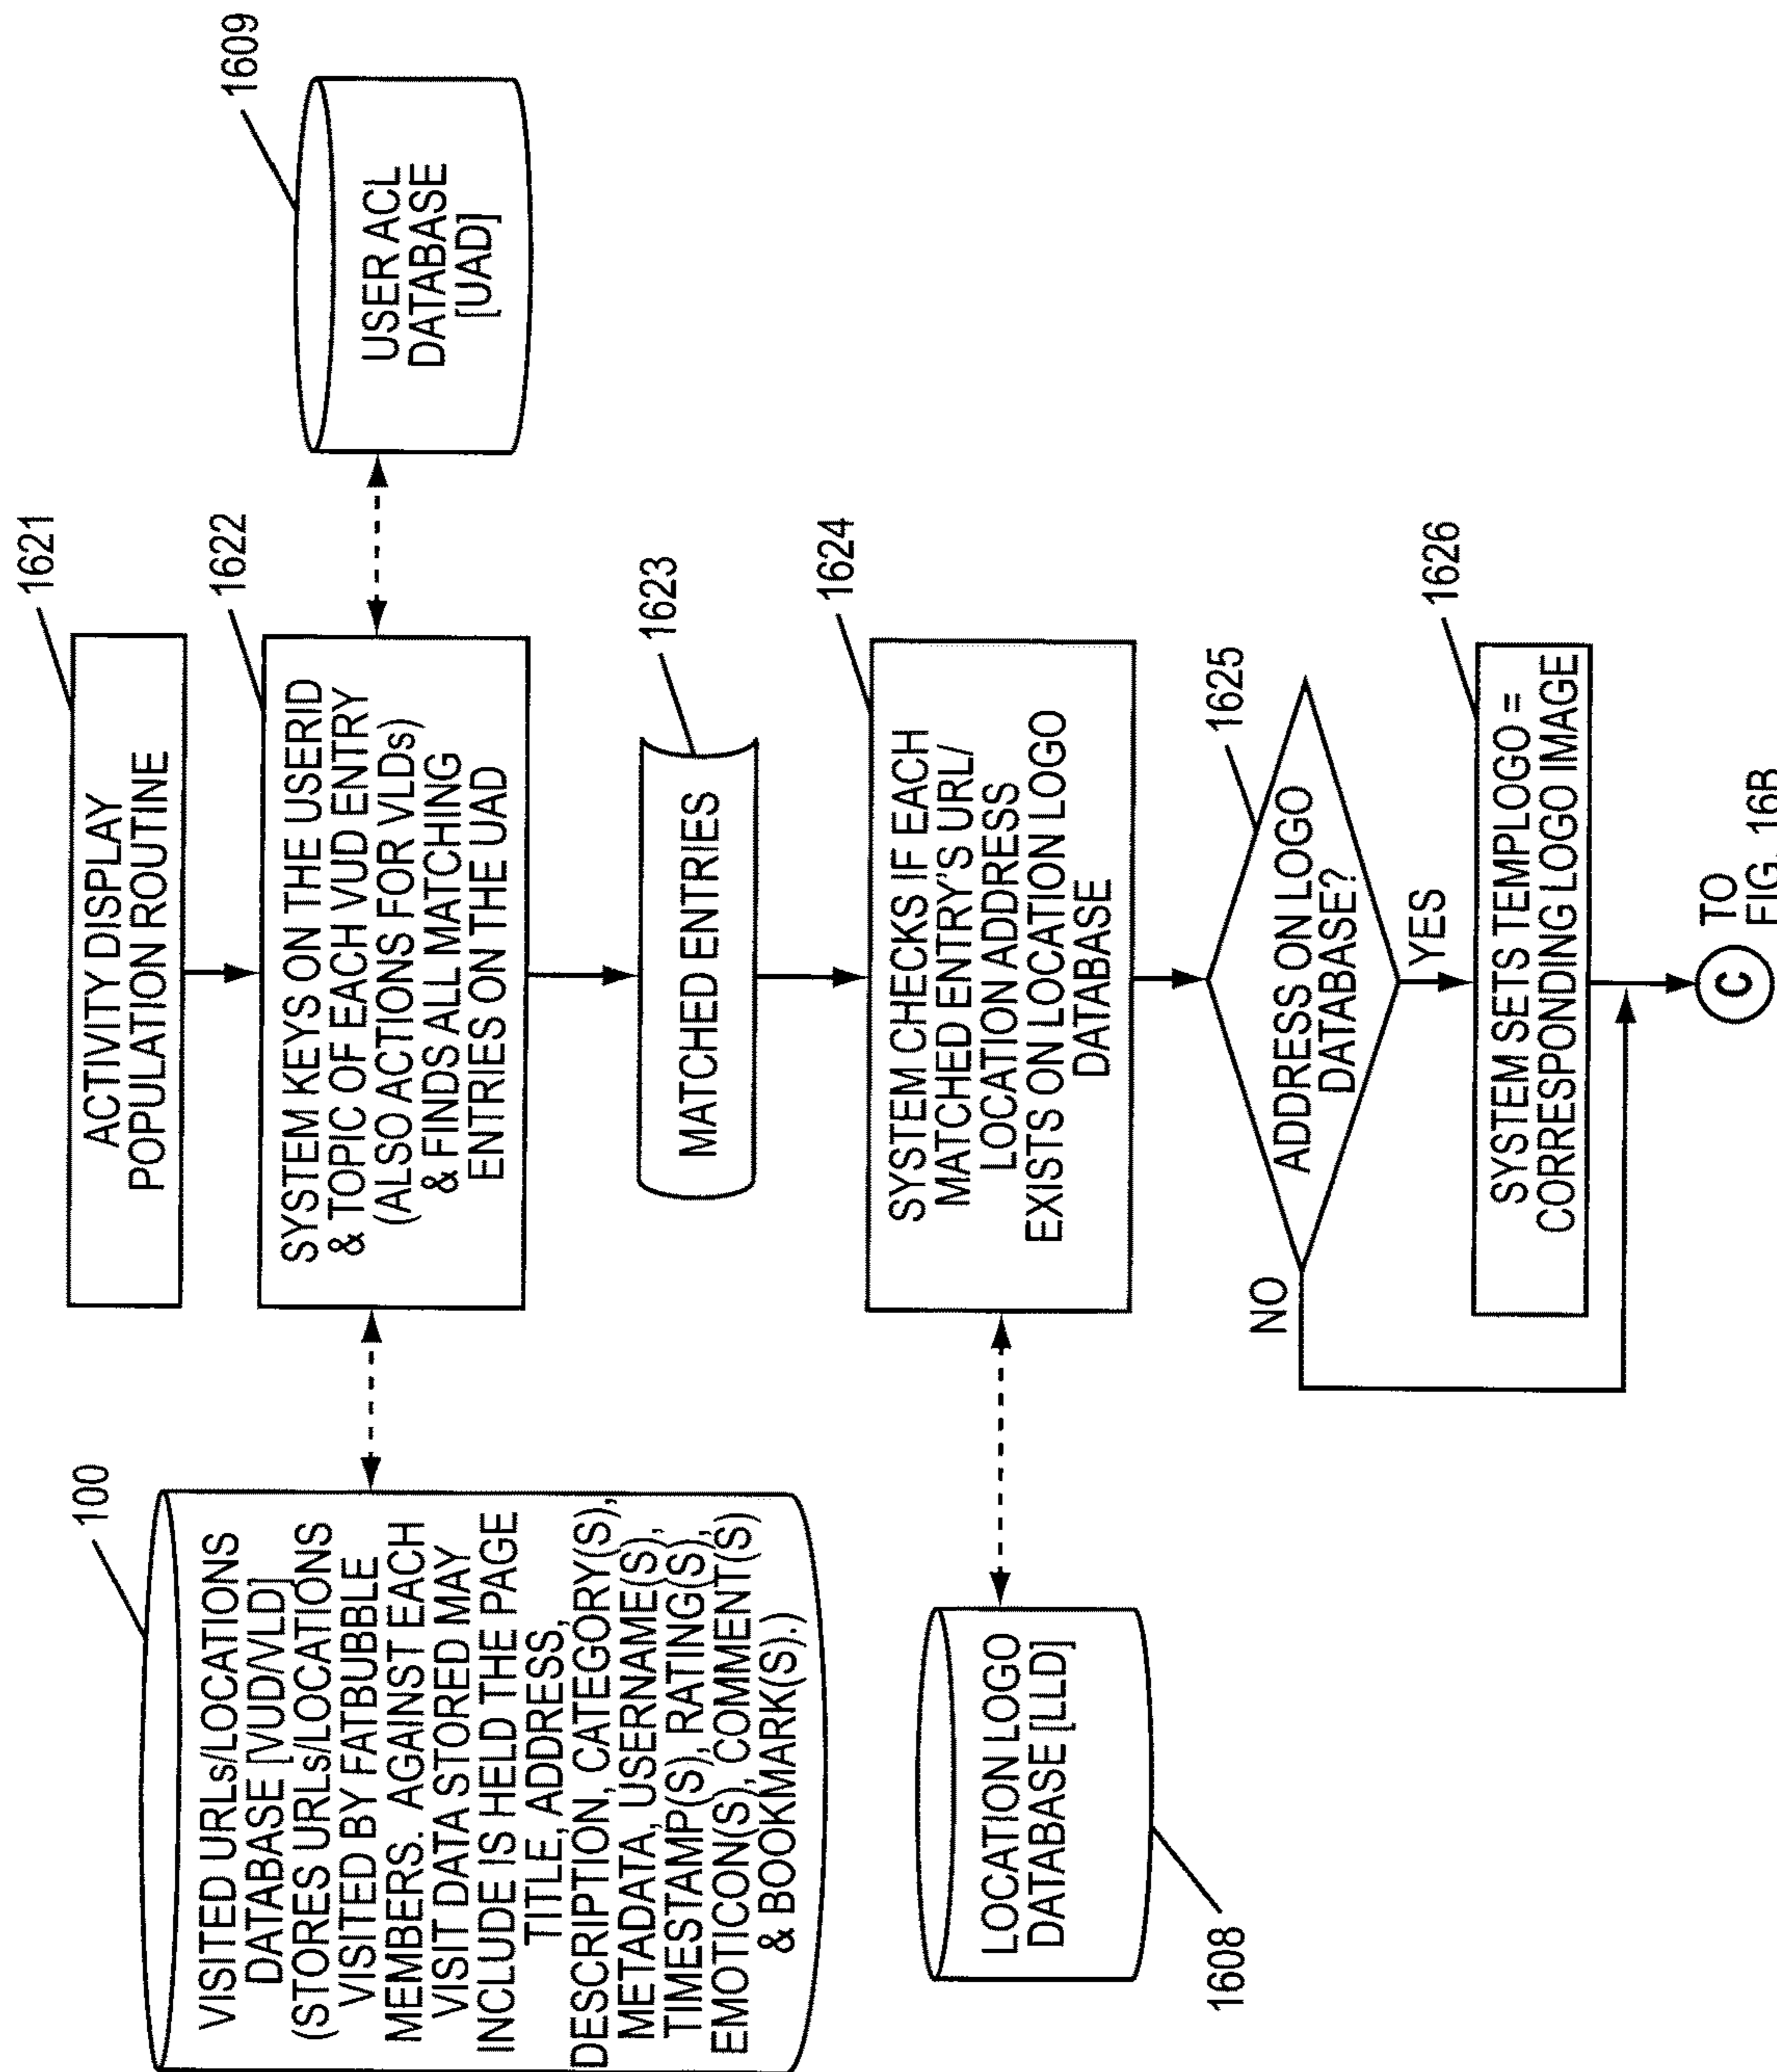 1621
ACTIVITY DISPLAY
POPULATION ROUTINE
100
VISITED URLs/LOCATIONS
DATABASE [VUD/VLD]
(STORES URLs/LOCATIONS
VISITED BY FATBUBBLE
MEMBERS. AGAINST EACH
VISIT DATA STORED MAY
INCLUDE IS HELD THE PAGE
TITLE, ADDRESS,
DESCRIPTION, CATEGORY(S),
METADATA, USERNAME(S),
TIMESTAMP(S), RATING(S),
EMOTICON(S), COMMENT(S)
& BOOKMARK(S).)
1622
SYSTEM KEYS ON THE USERID
& TOPIC OF EACH VUD ENTRY
(ALSO ACTIONS FOR VLDs)
& FINDS ALL MATCHING
ENTRIES ON THE UAD
1609
USER ACL
DATABASE
[UAD]
1623
MATCHED ENTRIES
LOCATION LOGO
DATABASE [LLD]
1608
1624
SYSTEM CHECKS IF EACH
MATCHED ENTRY'S URL/
LOCATION ADDRESS
EXISTS ON LOCATION LOGO
DATABASE
1625
ADDRESS ON LOGO
DATABASE?
NO
YES
1626
SYSTEM SETS TEMPLOGO =
CORRESPONDING LOGO IMAGE
C TO
FIG. 16B